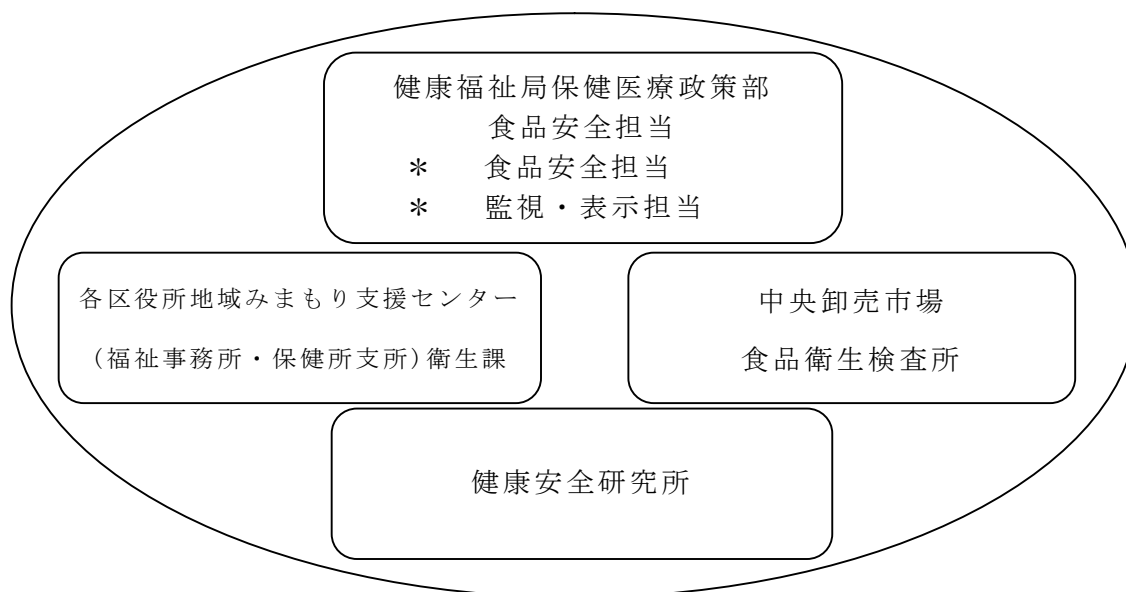 健康福祉局保健医療政策部
食品安全担当
＊ 食品安全担当
＊ 監視・表示担当
各区役所地域みまもり支援センター
(福祉事務所・保健所支所)衛生課
中央卸売市場
食品衛生検査所
健康安全研究所